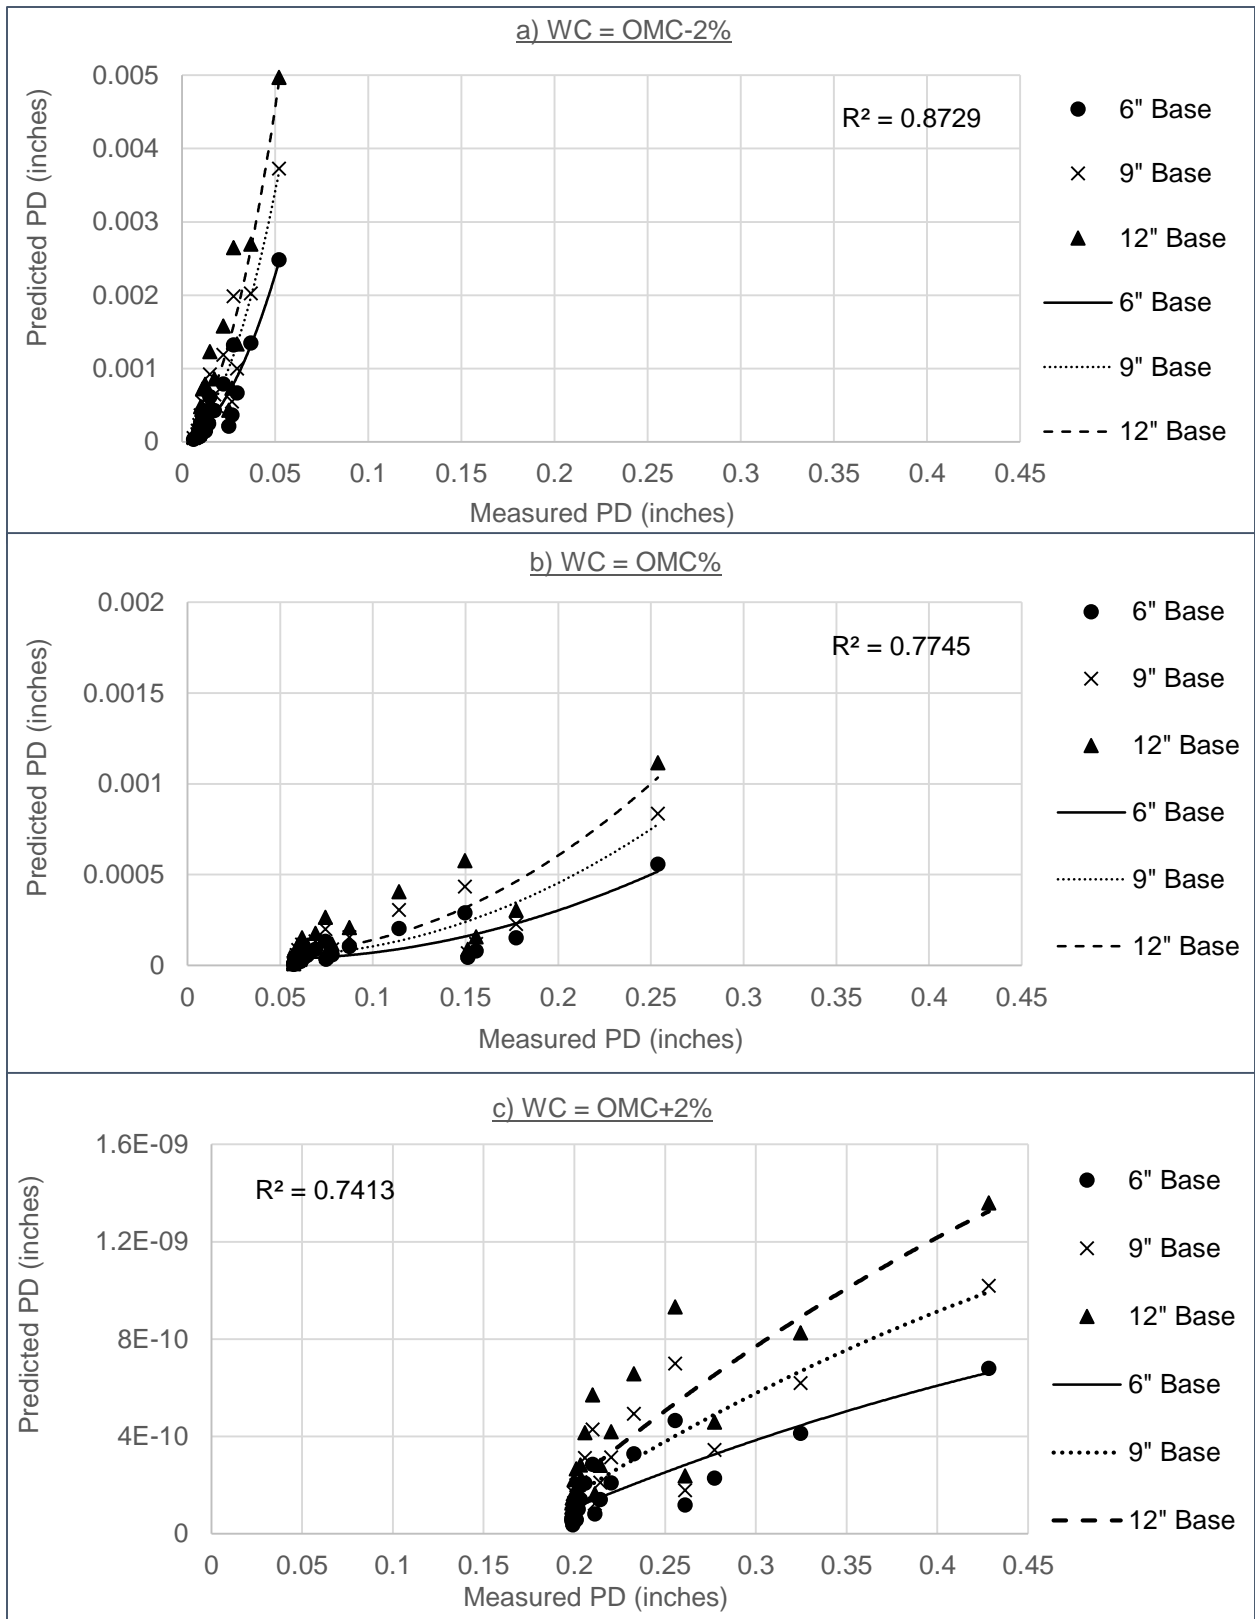 a) WC = OMC-2%
Predicted PD (inches)
0.005
0.004
0.003
0.002
0.001
0
0 0.05 0.1 0.15 0.2 0.25 0.3 0.35 0.4 0.45
Measured PD (inches)
R² = 0.8729
6" Base
9" Base
12" Base
6" Base
9" Base
12" Base
b) WC = OMC%
Predicted PD (inches)
0.002
0.0015
0.001
0.0005
0
0 0.05 0.1 0.15 0.2 0.25 0.3 0.35 0.4 0.45
Measured PD (inches)
R² = 0.7745
6" Base
9" Base
12" Base
6" Base
9" Base
12" Base
c) WC = OMC+2%
Predicted PD (inches)
1.6E-09
1.2E-09
8E-10
4E-10
0
0 0.05 0.1 0.15 0.2 0.25 0.3 0.35 0.4 0.45
Measured PD (inches)
R² = 0.7413
6" Base
9" Base
12" Base
6" Base
9" Base
12" Base